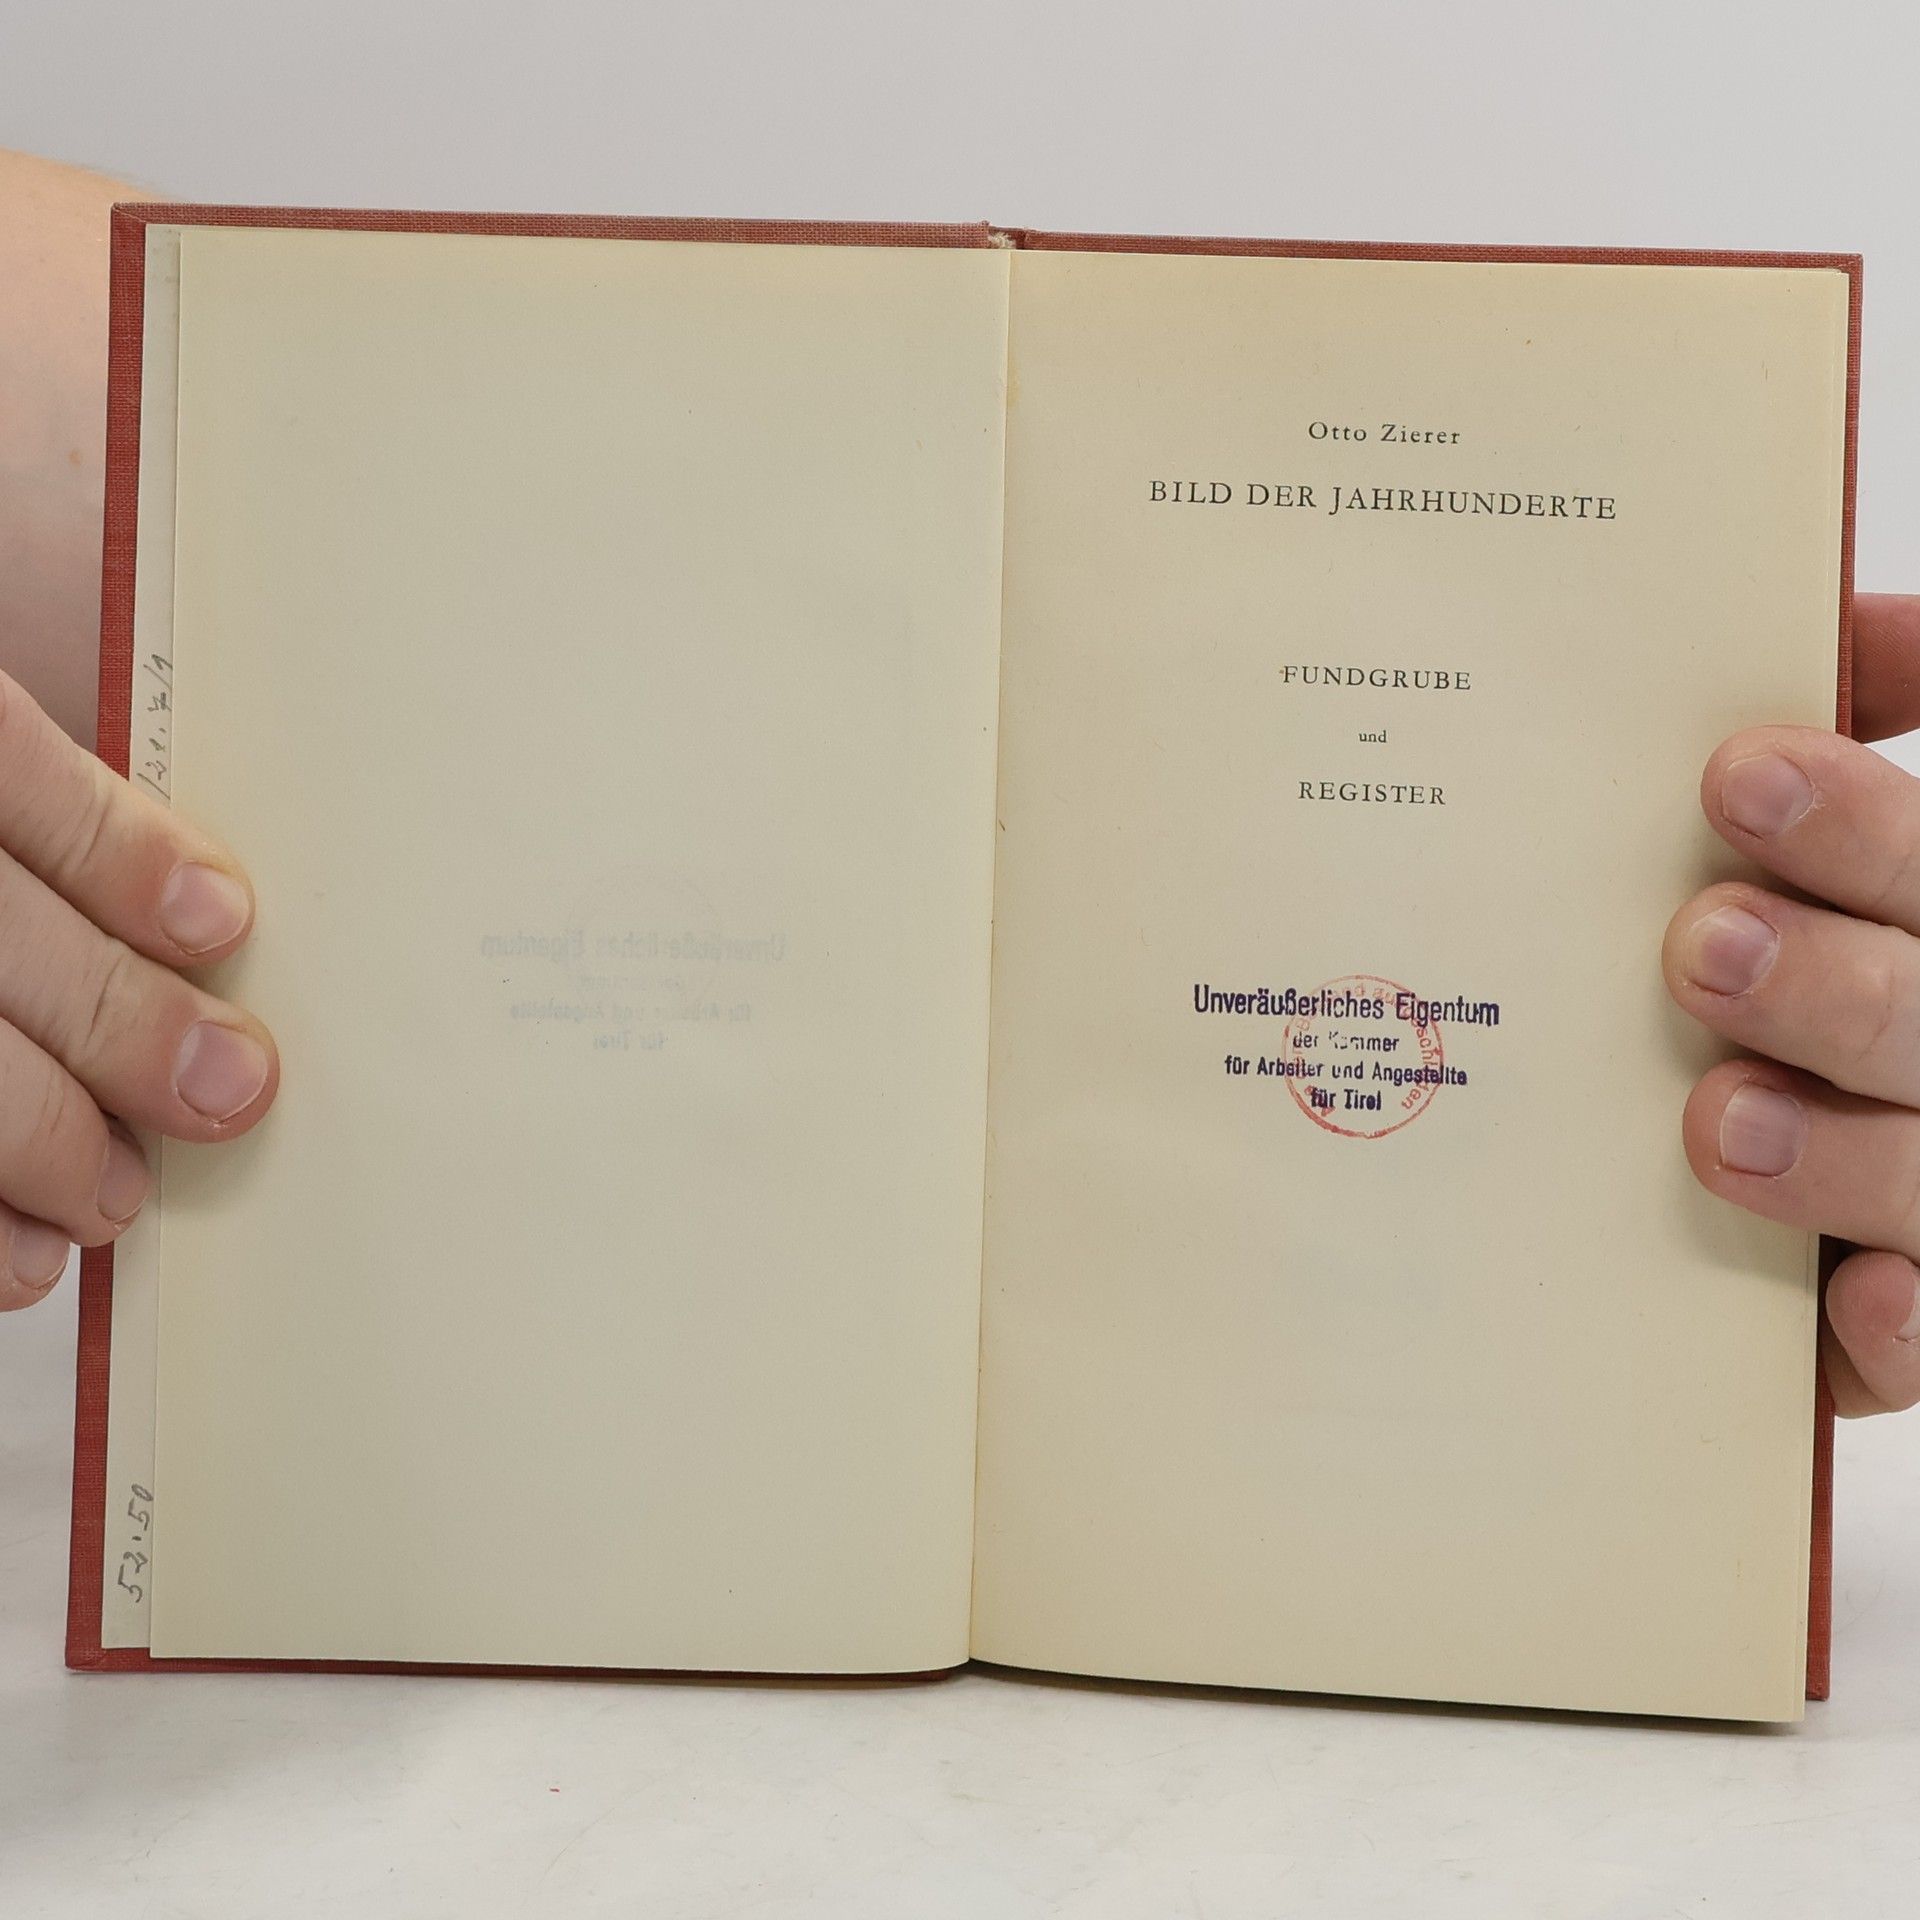 Otto Zierer
BILD DER JAHRHUNDERTE
FUNDGRUBE
und
REGISTER
Unveräußerliches Eigentum
der Kammer
für Arbeiter und Angestellte
für Tirol
52.50